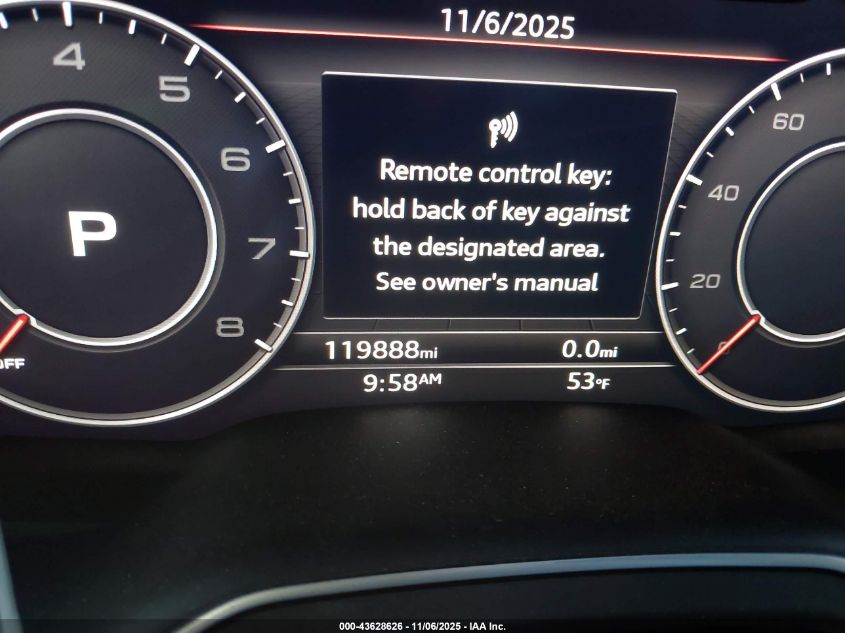 11/6/2025
4
5
6
7
8
P
OFF
Remote control key:
hold back of key against
the designated area.
See owner's manual
60
40
20
0
119888mi 0.0mi
9:58AM 53°F
000-43628626 - 11/06/2025 - IAA Inc.